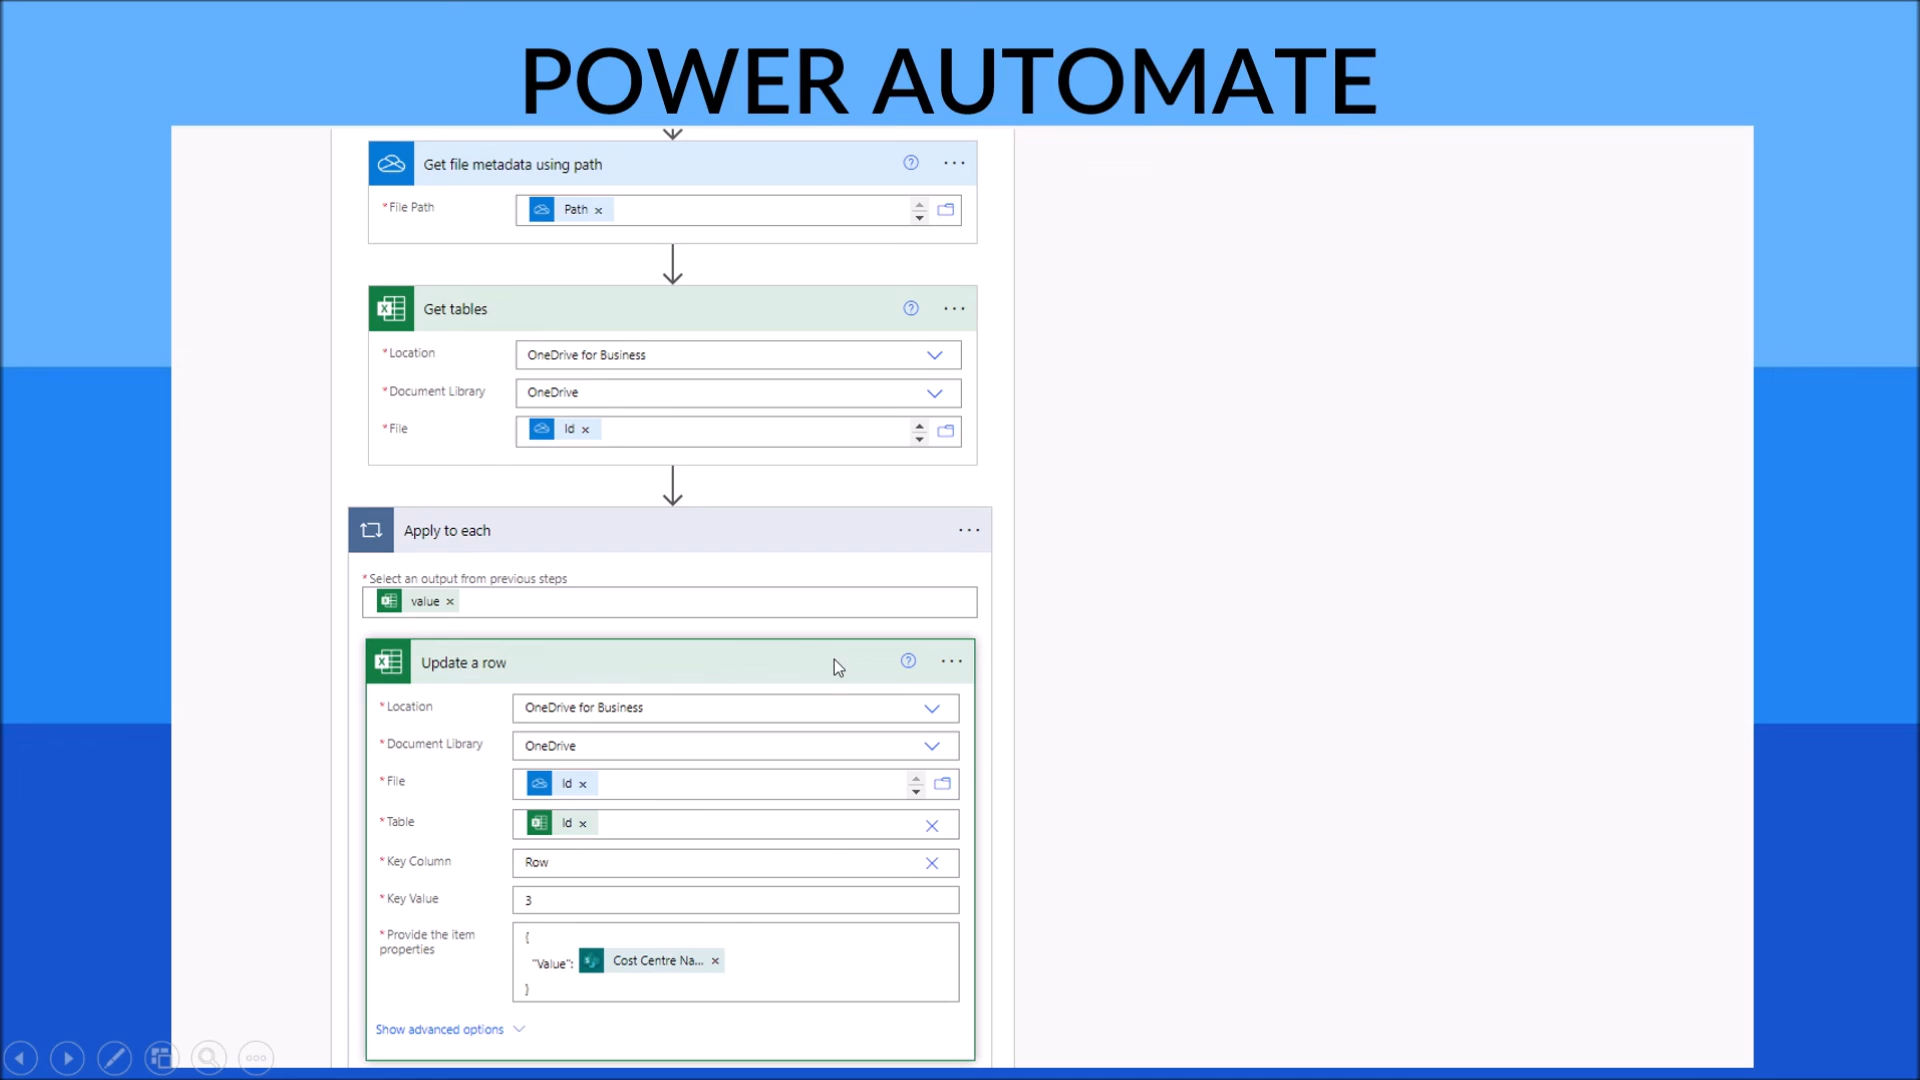 POWER AUTOMATE
Get file metadata using path
* File Path
Path ×
Get tables
* Location
OneDrive for Business
* Document Library
OneDrive
* File
Id ×
Apply to each
* Select an output from previous steps
value ×
Update a row
* Location
OneDrive for Business
* Document Library
OneDrive
* File
Id ×
* Table
Id ×
* Key Column
Row
* Key Value
3
* Provide the item
properties
{
"Value": Cost Centre Na... ×
}
Show advanced options